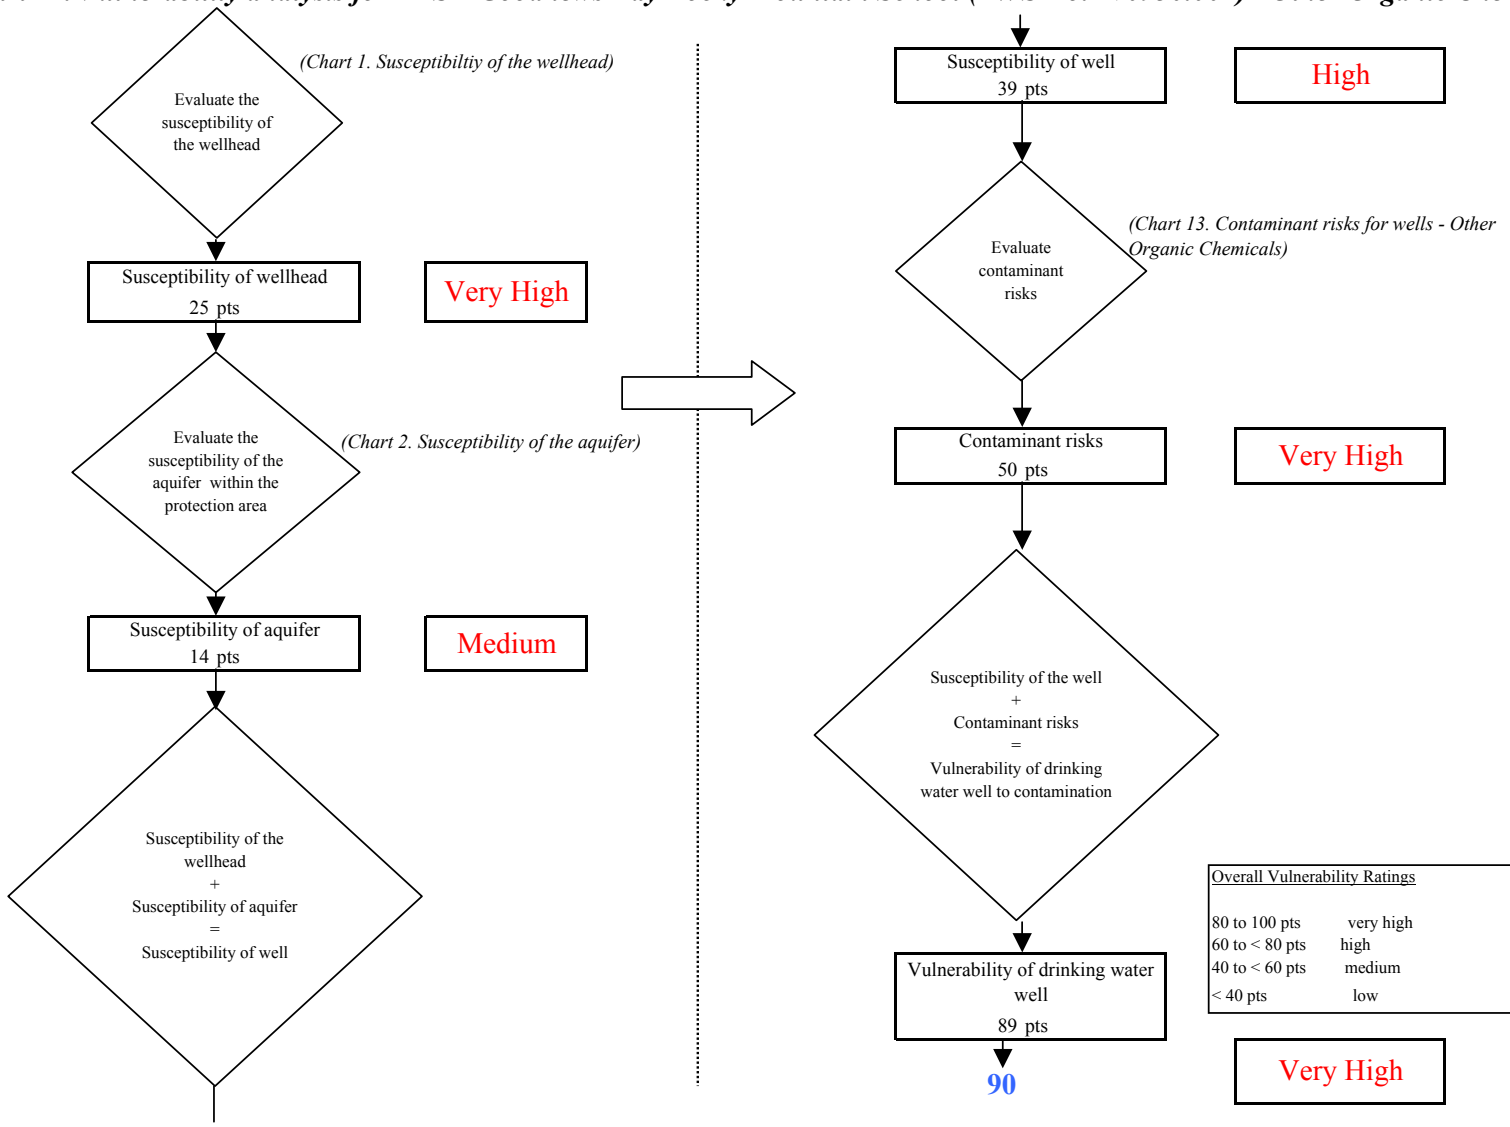 (Chart 1. Susceptibiltiy of the wellhead)
Evaluate the
susceptibility of
the wellhead
Susceptibility of wellhead
25 pts
Very High
Evaluate the
susceptibility of the
aquifer within the
protection area
(Chart 2. Susceptibility of the aquifer)
Susceptibility of aquifer
14 pts
Medium
Susceptibility of the
wellhead
+
Susceptibility of aquifer
=
Susceptibility of well
Susceptibility of well
39 pts
High
(Chart 13. Contaminant risks for wells - Other
Organic Chemicals)
Evaluate
contaminant
risks
Contaminant risks
50 pts
Very High
Susceptibility of the well
+
Contaminant risks
=
Vulnerability of drinking
water well to contamination
Overall Vulnerability Ratings
80 to 100 pts very high
60 to < 80 pts high
40 to < 60 pts medium
< 40 pts low
Vulnerability of drinking water
well
89 pts
90
Very High